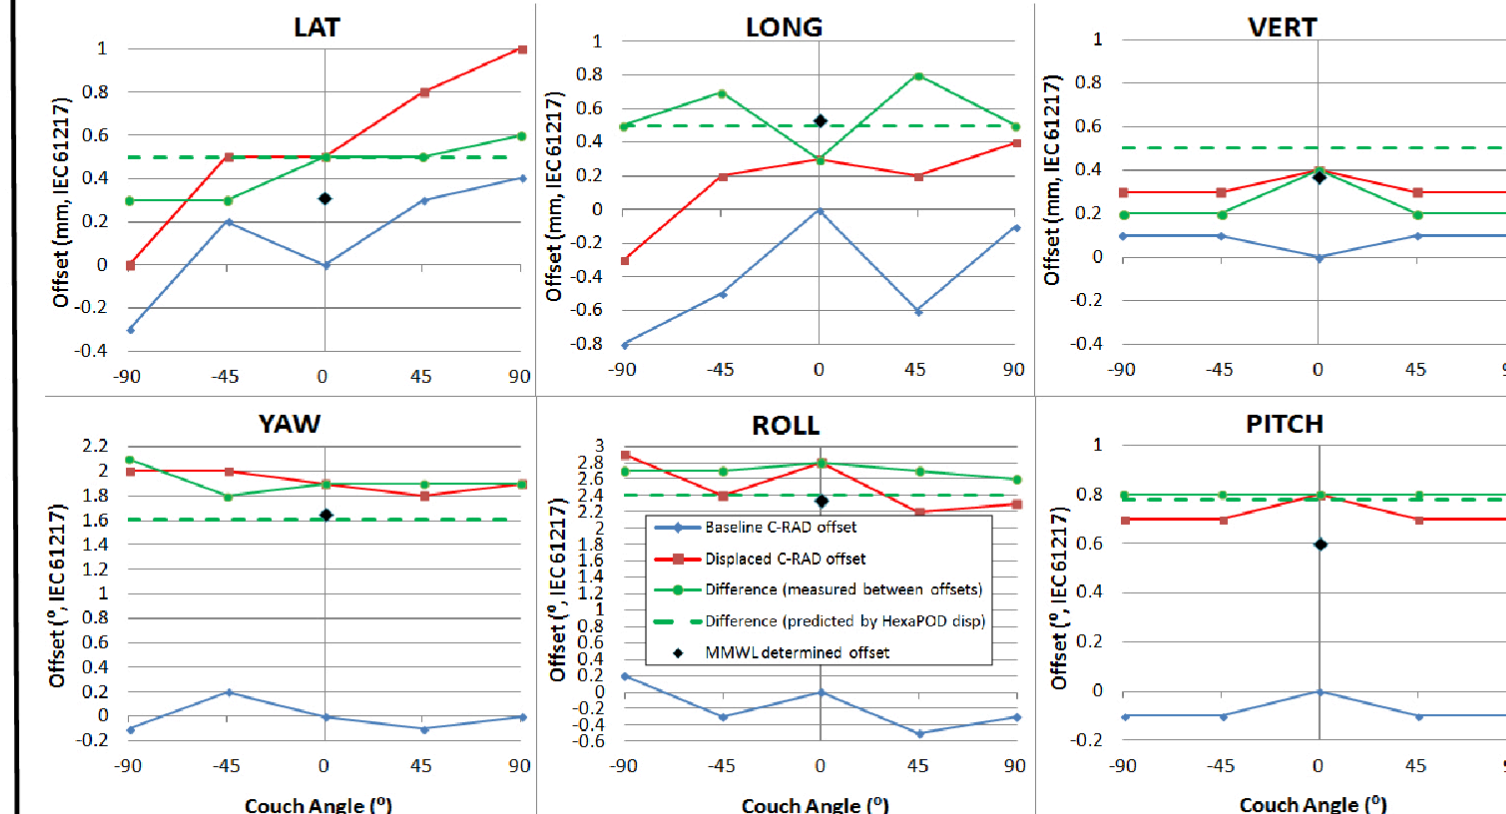 LAT
Offset (mm, IEC 61217)
1
0.8
0.6
0.4
0.2
0
-0.2
-0.4
-90 -45 0 45 90
LONG
Offset (mm, IEC 61217)
1
0.8
0.6
0.4
0.2
0
-0.2
-0.4
-0.6
-0.8
-90 -45 0 45 90
VERT
Offset (mm, IEC 61217)
1
0.8
0.6
0.4
0.2
0
-0.2
-0.4
-90 -45 0 45 9
YAW
Offset (°, IEC 61217)
2.2
2
1.8
1.6
1.4
1.2
1
0.8
0.6
0.4
0.2
0
-0.2
-90 -45 0 45 90
Couch Angle (°)
ROLL
Offset (°, IEC 61217)
3
2.8
2.6
2.4
2.2
2
1.8
1.6
1.4
1.2
1
0.8
0.6
0.4
0.2
0
-0.2
-0.4
-0.6
Baseline C-RAD offset
Displaced C-RAD offset
Difference (measured between offsets)
Difference (predicted by HexaPOD disp)
MMWL determined offset
-90 -45 0 45 90
Couch Angle (°)
PITCH
Offset (°, IEC 61217)
1
0.8
0.6
0.4
0.2
0
-0.2
-90 -45 0 45 9
Couch Angle (°)